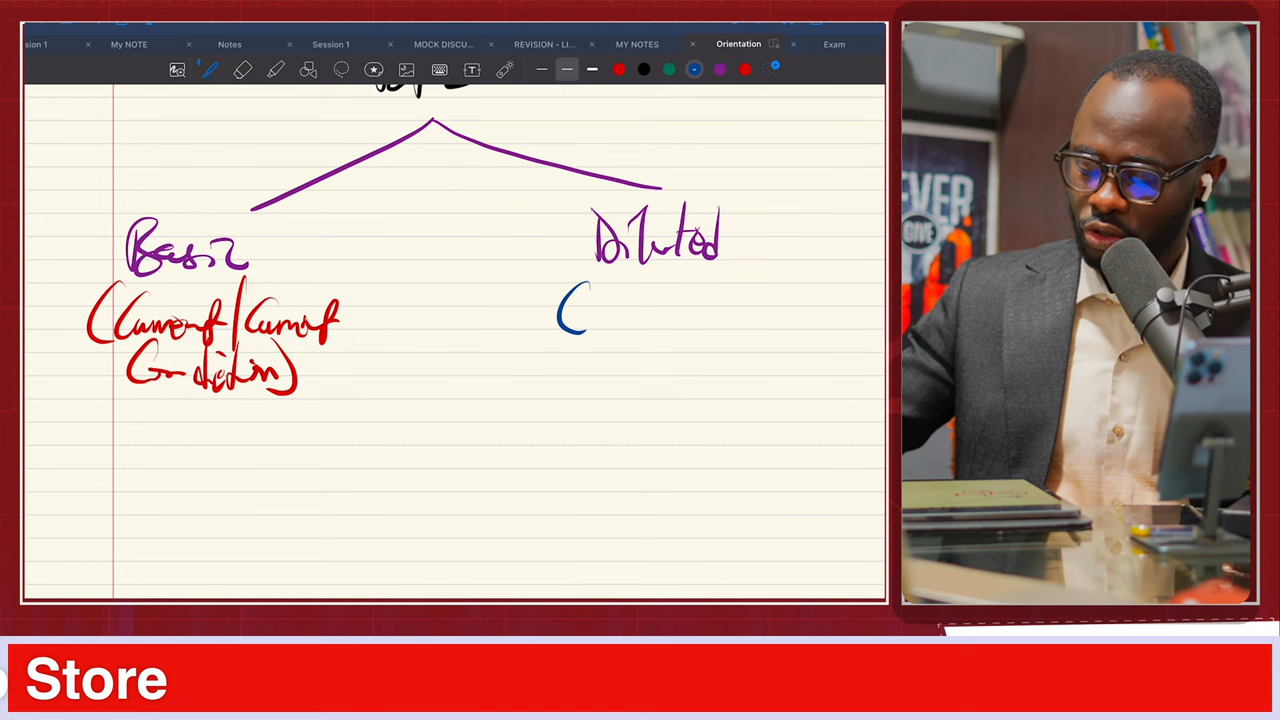 sion 1 My NOTE Notes Session 1 MOCK DISCU... REVISION - LI... MY NOTES Orientation Exam
Basic Diluted
(Current/Current (
Condition)
EVER
GIVE
Store